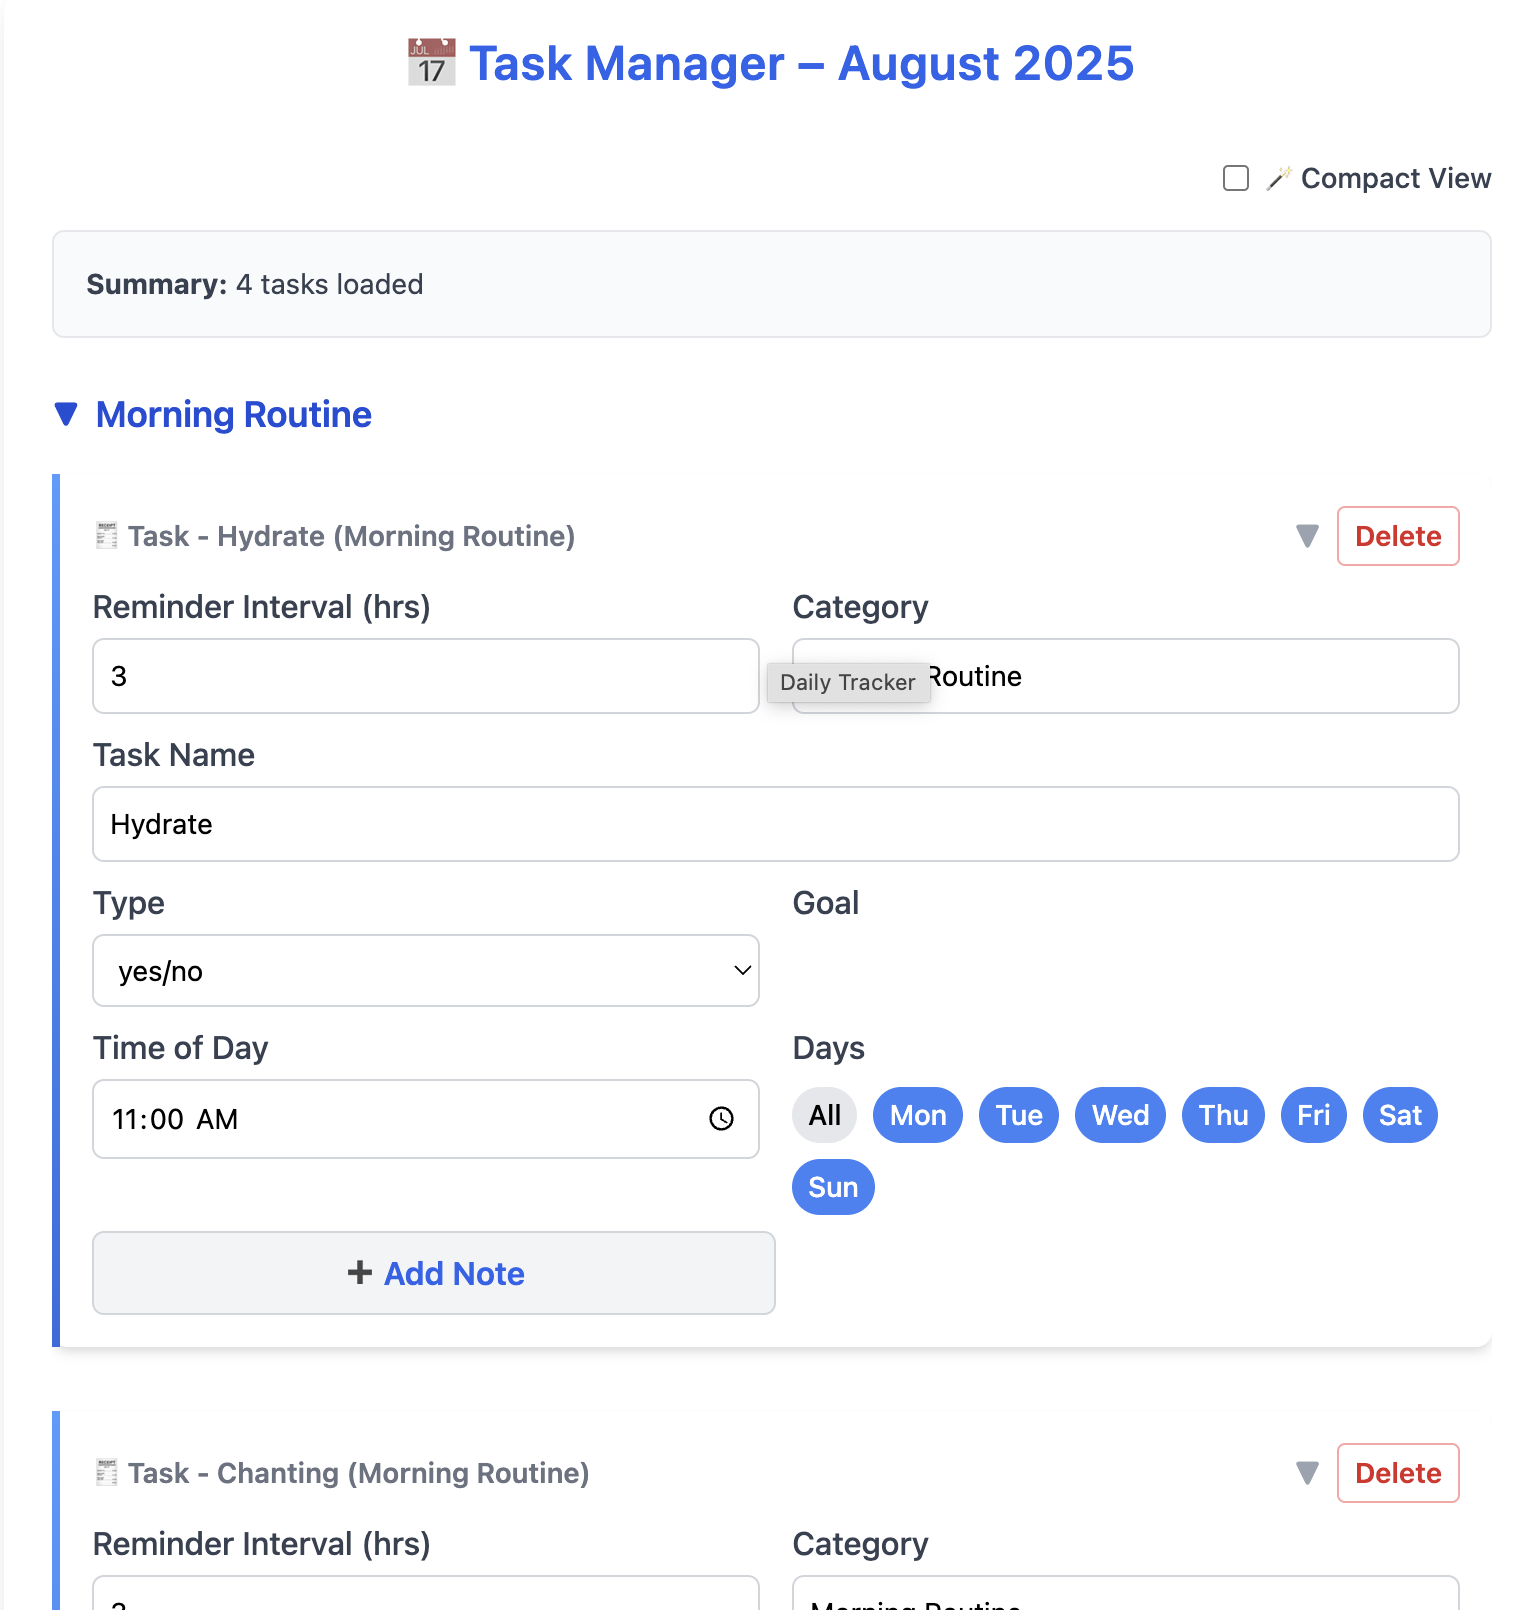 JUL
17
Task Manager – August 2025
Compact View
Summary: 4 tasks loaded
▼ Morning Routine
Task - Hydrate (Morning Routine) ▼ Delete
Reminder Interval (hrs) Category
3 Routine
Daily Tracker
Task Name
Hydrate
Type Goal
yes/no
Time of Day Days
11:00 AM
All Mon Tue Wed Thu Fri Sat
Sun
+ Add Note
Task - Chanting (Morning Routine) ▼ Delete
Reminder Interval (hrs) Category
Morning Routine